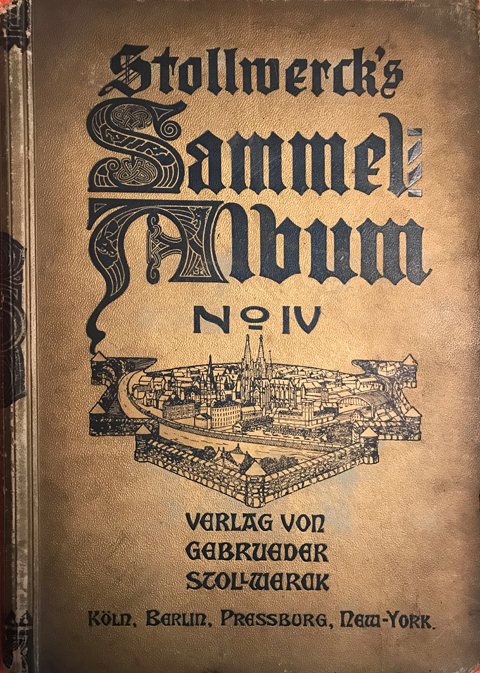 Stollwerck's
Sammel-
Album
No IV
VERLAG VON
GEBRUEDER
STOLLWERCK
KÖLN, BERLIN, PRESSBURG, NEW-YORK.